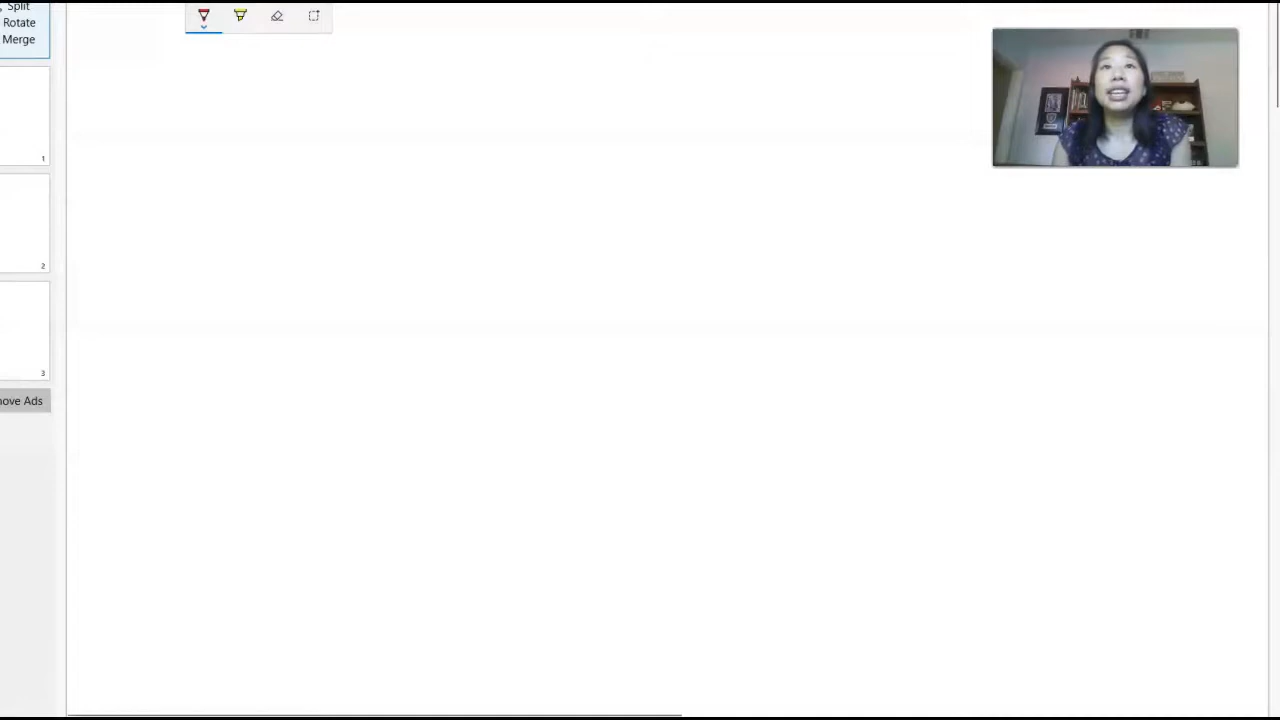 , Split
Rotate
Merge
1
2
3
ove Ads